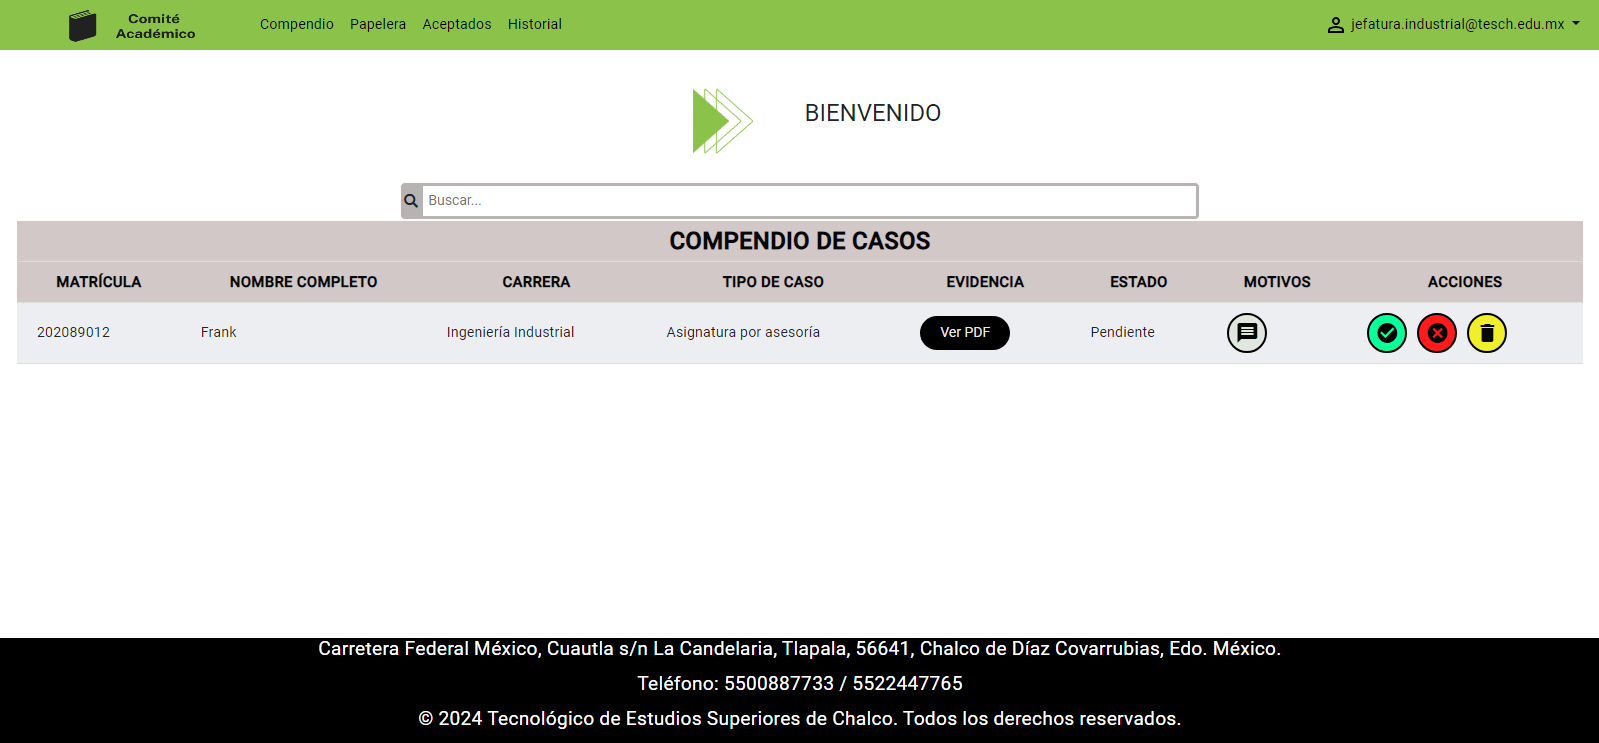 Comité
Académico
Compendio Papelera Aceptados Historial
jefatura.industrial@tesch.edu.mx
BIENVENIDO
Buscar...
COMPENDIO DE CASOS
MATRÍCULA NOMBRE COMPLETO CARRERA TIPO DE CASO EVIDENCIA ESTADO MOTIVOS ACCIONES
202089012 Frank Ingeniería Industrial Asignatura por asesoría Ver PDF Pendiente
Carretera Federal México, Cuautla s/n La Candelaria, Tlapala, 56641, Chalco de Díaz Covarrubias, Edo. México.
Teléfono: 5500887733 / 5522447765
© 2024 Tecnológico de Estudios Superiores de Chalco. Todos los derechos reservados.